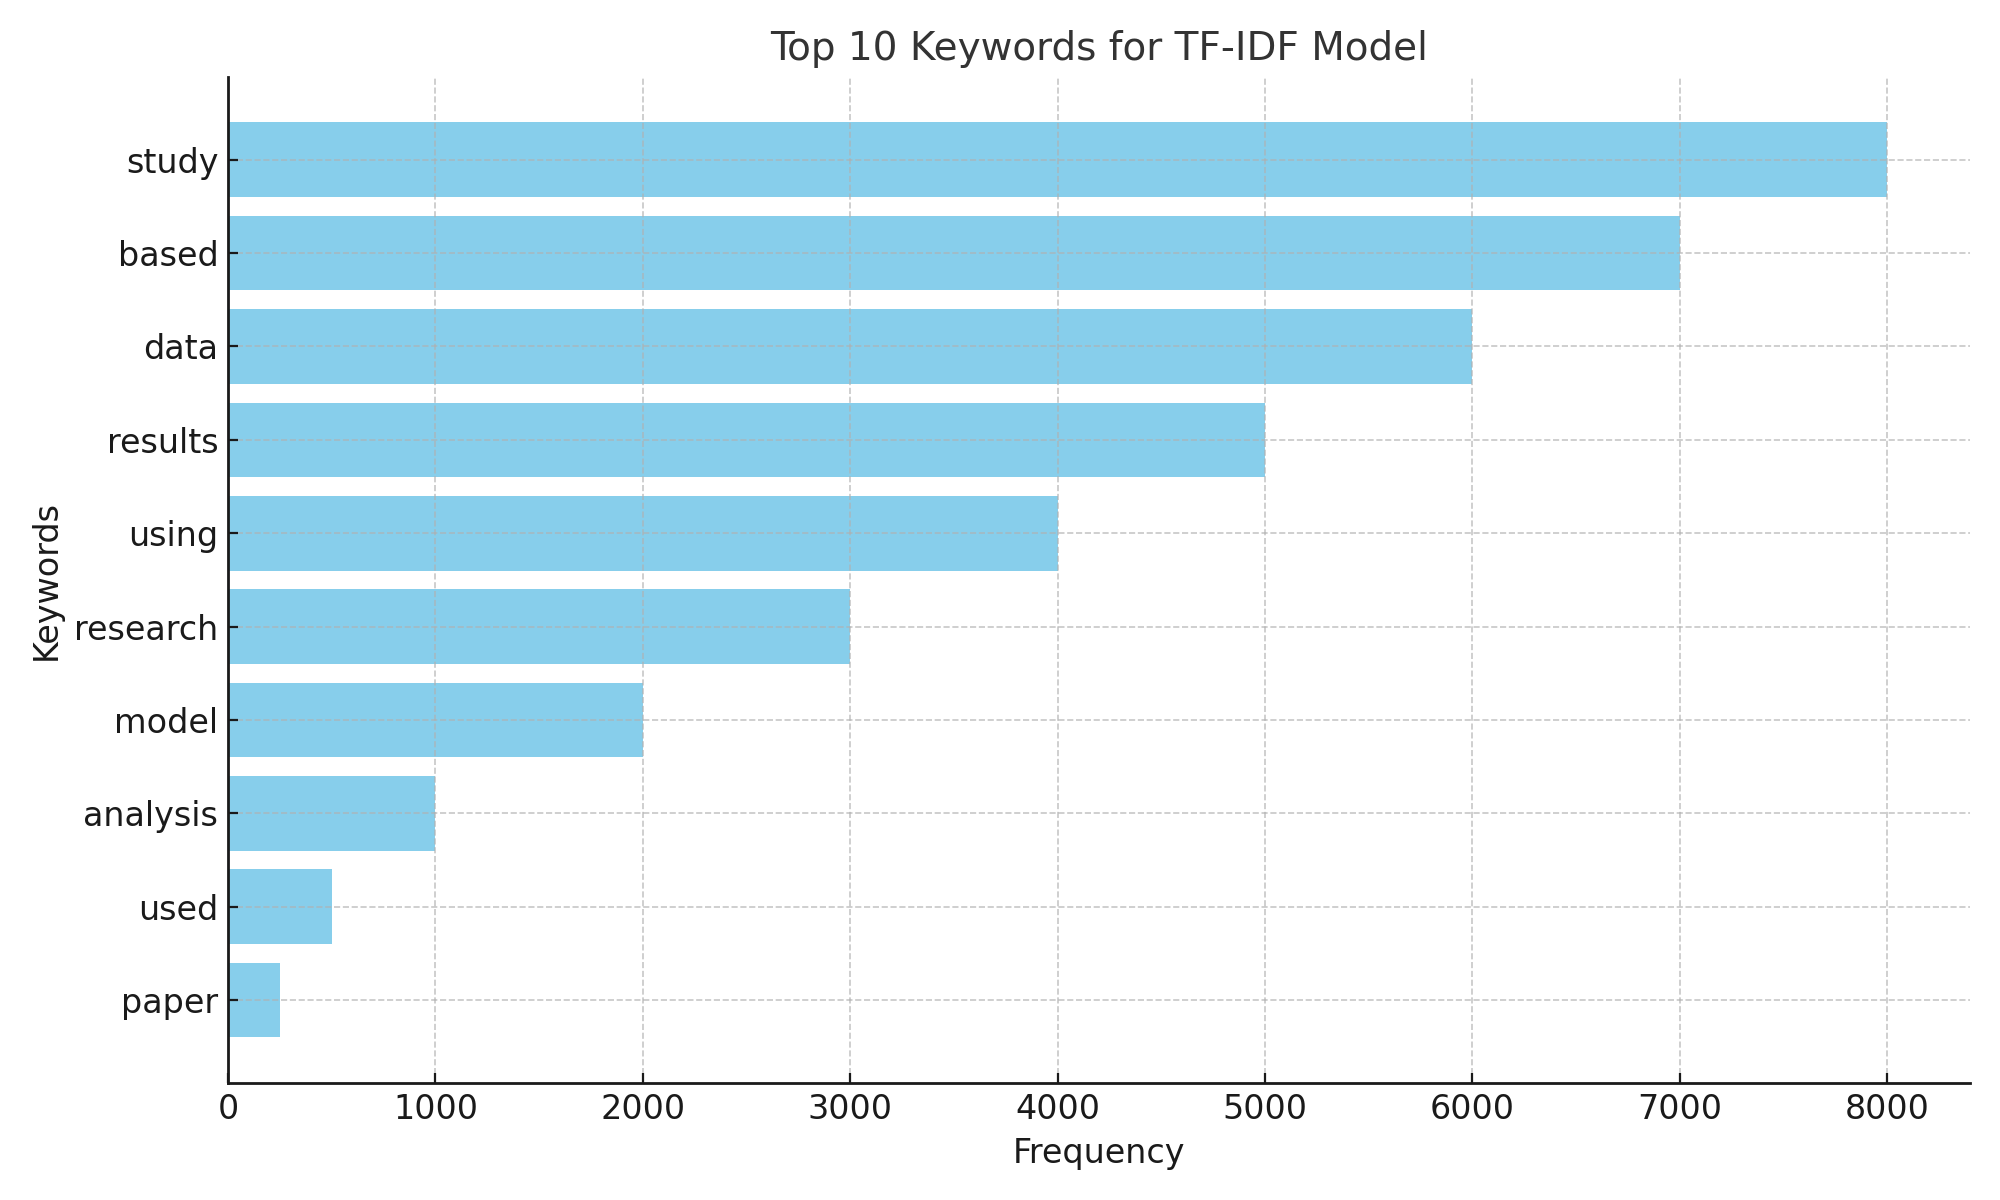 Top 10 Keywords for TF-IDF Model
study
based
data
results
using
research
model
analysis
used
paper
Keywords
0 1000 2000 3000 4000 5000 6000 7000 8000
Frequency